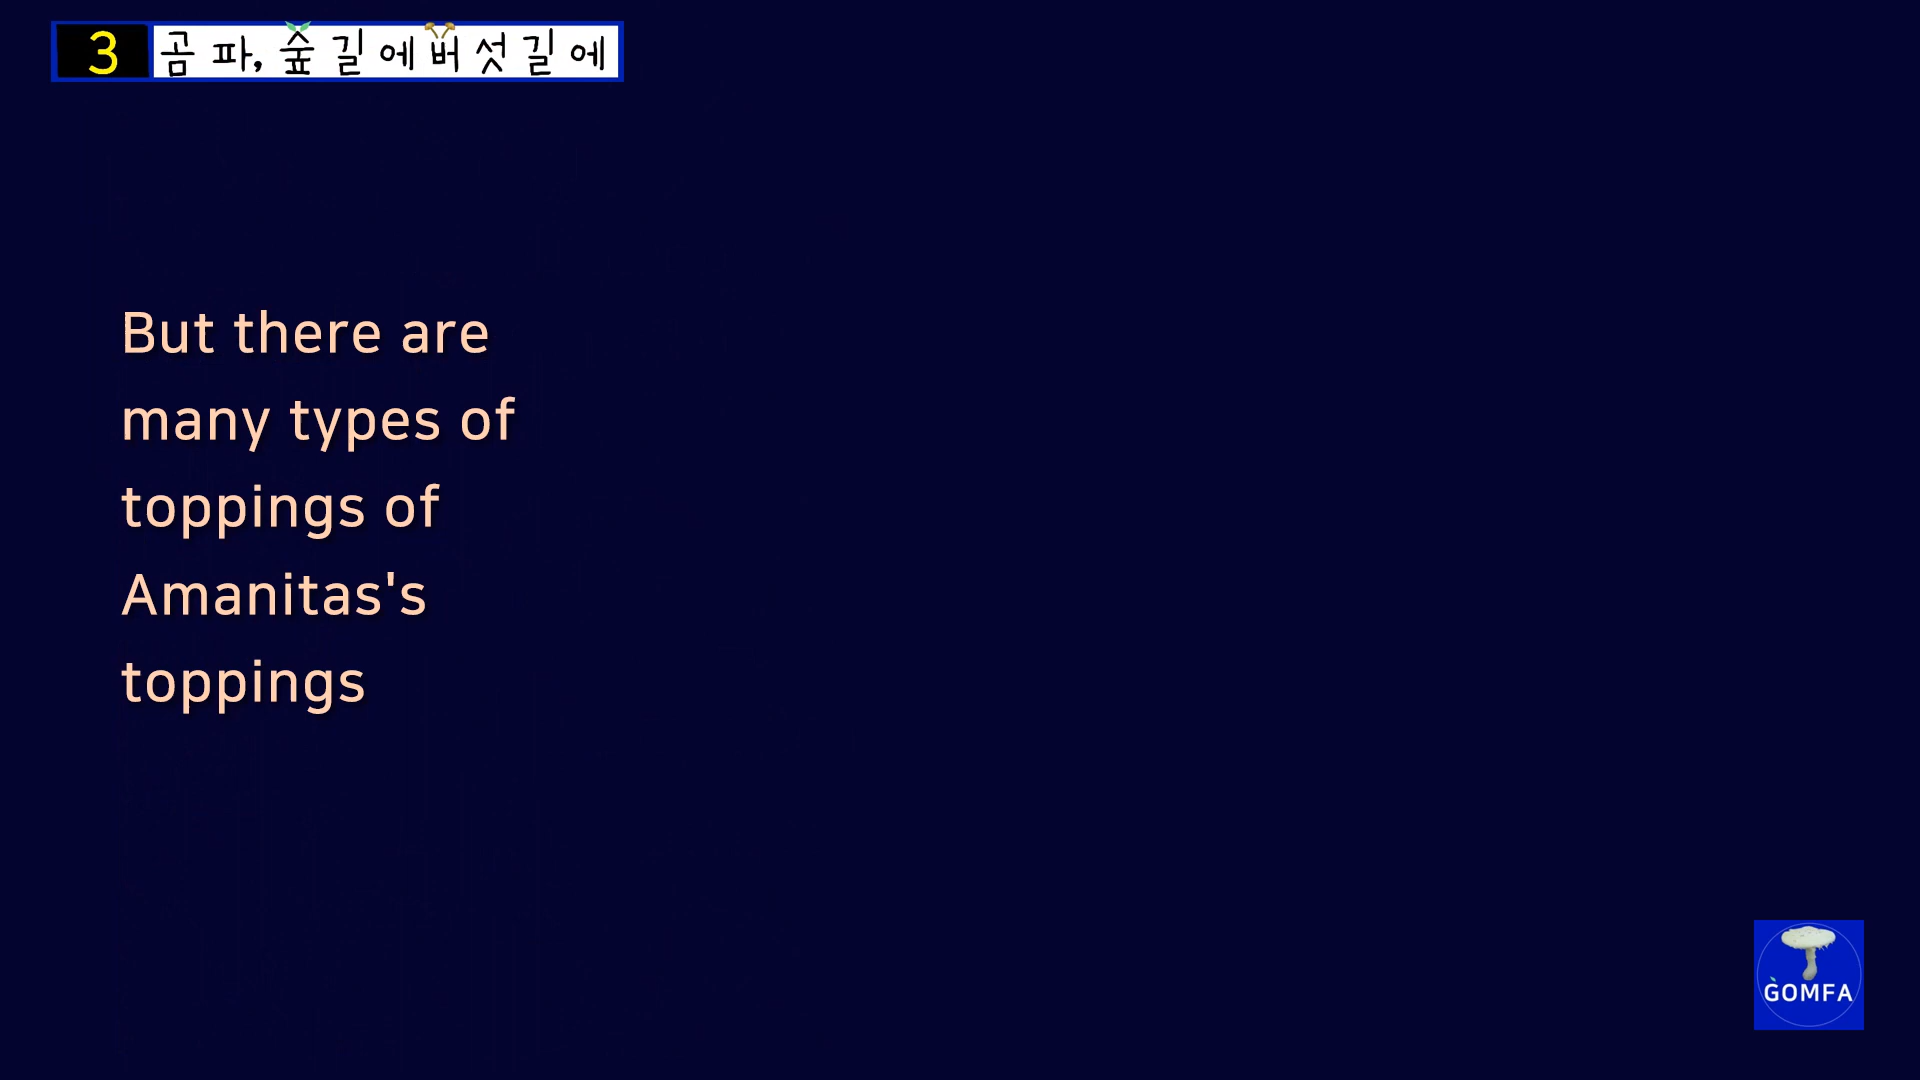 3 곰파, 숲길에버섯길에
But there are
many types of
toppings of
Amanitas's
toppings
GOMFA